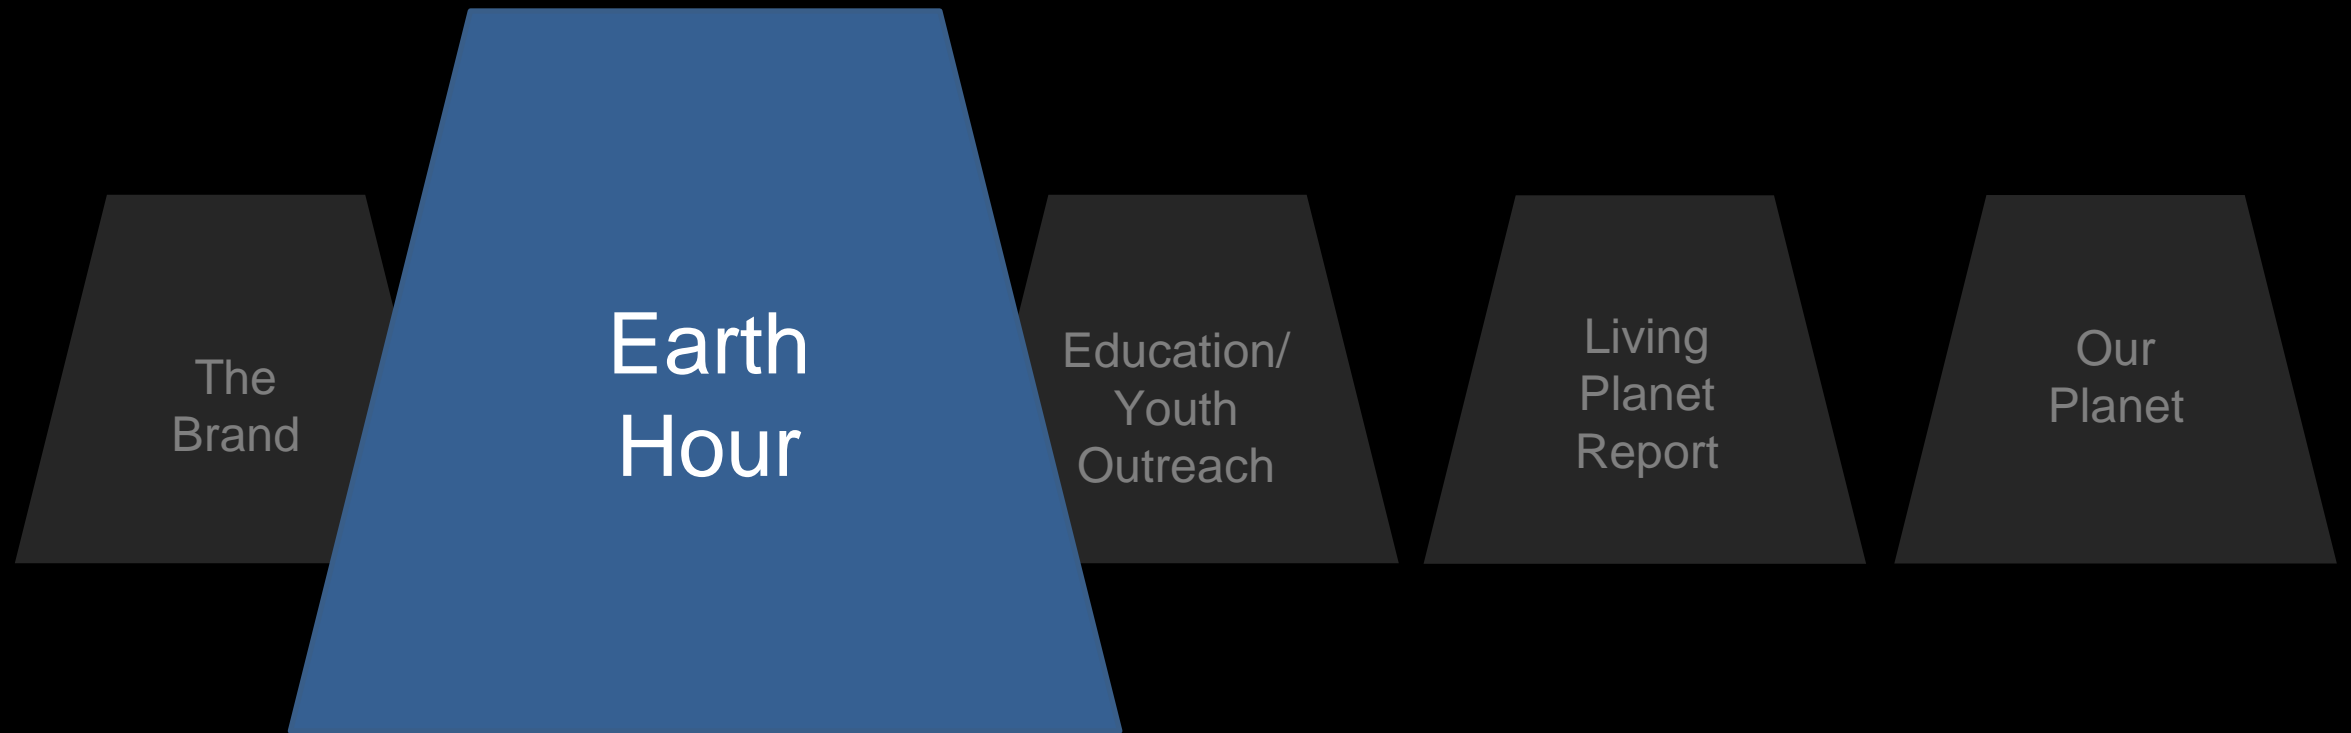 The
Brand
Earth
Hour
Education/
Youth
Outreach
Living
Planet
Report
Our
Planet